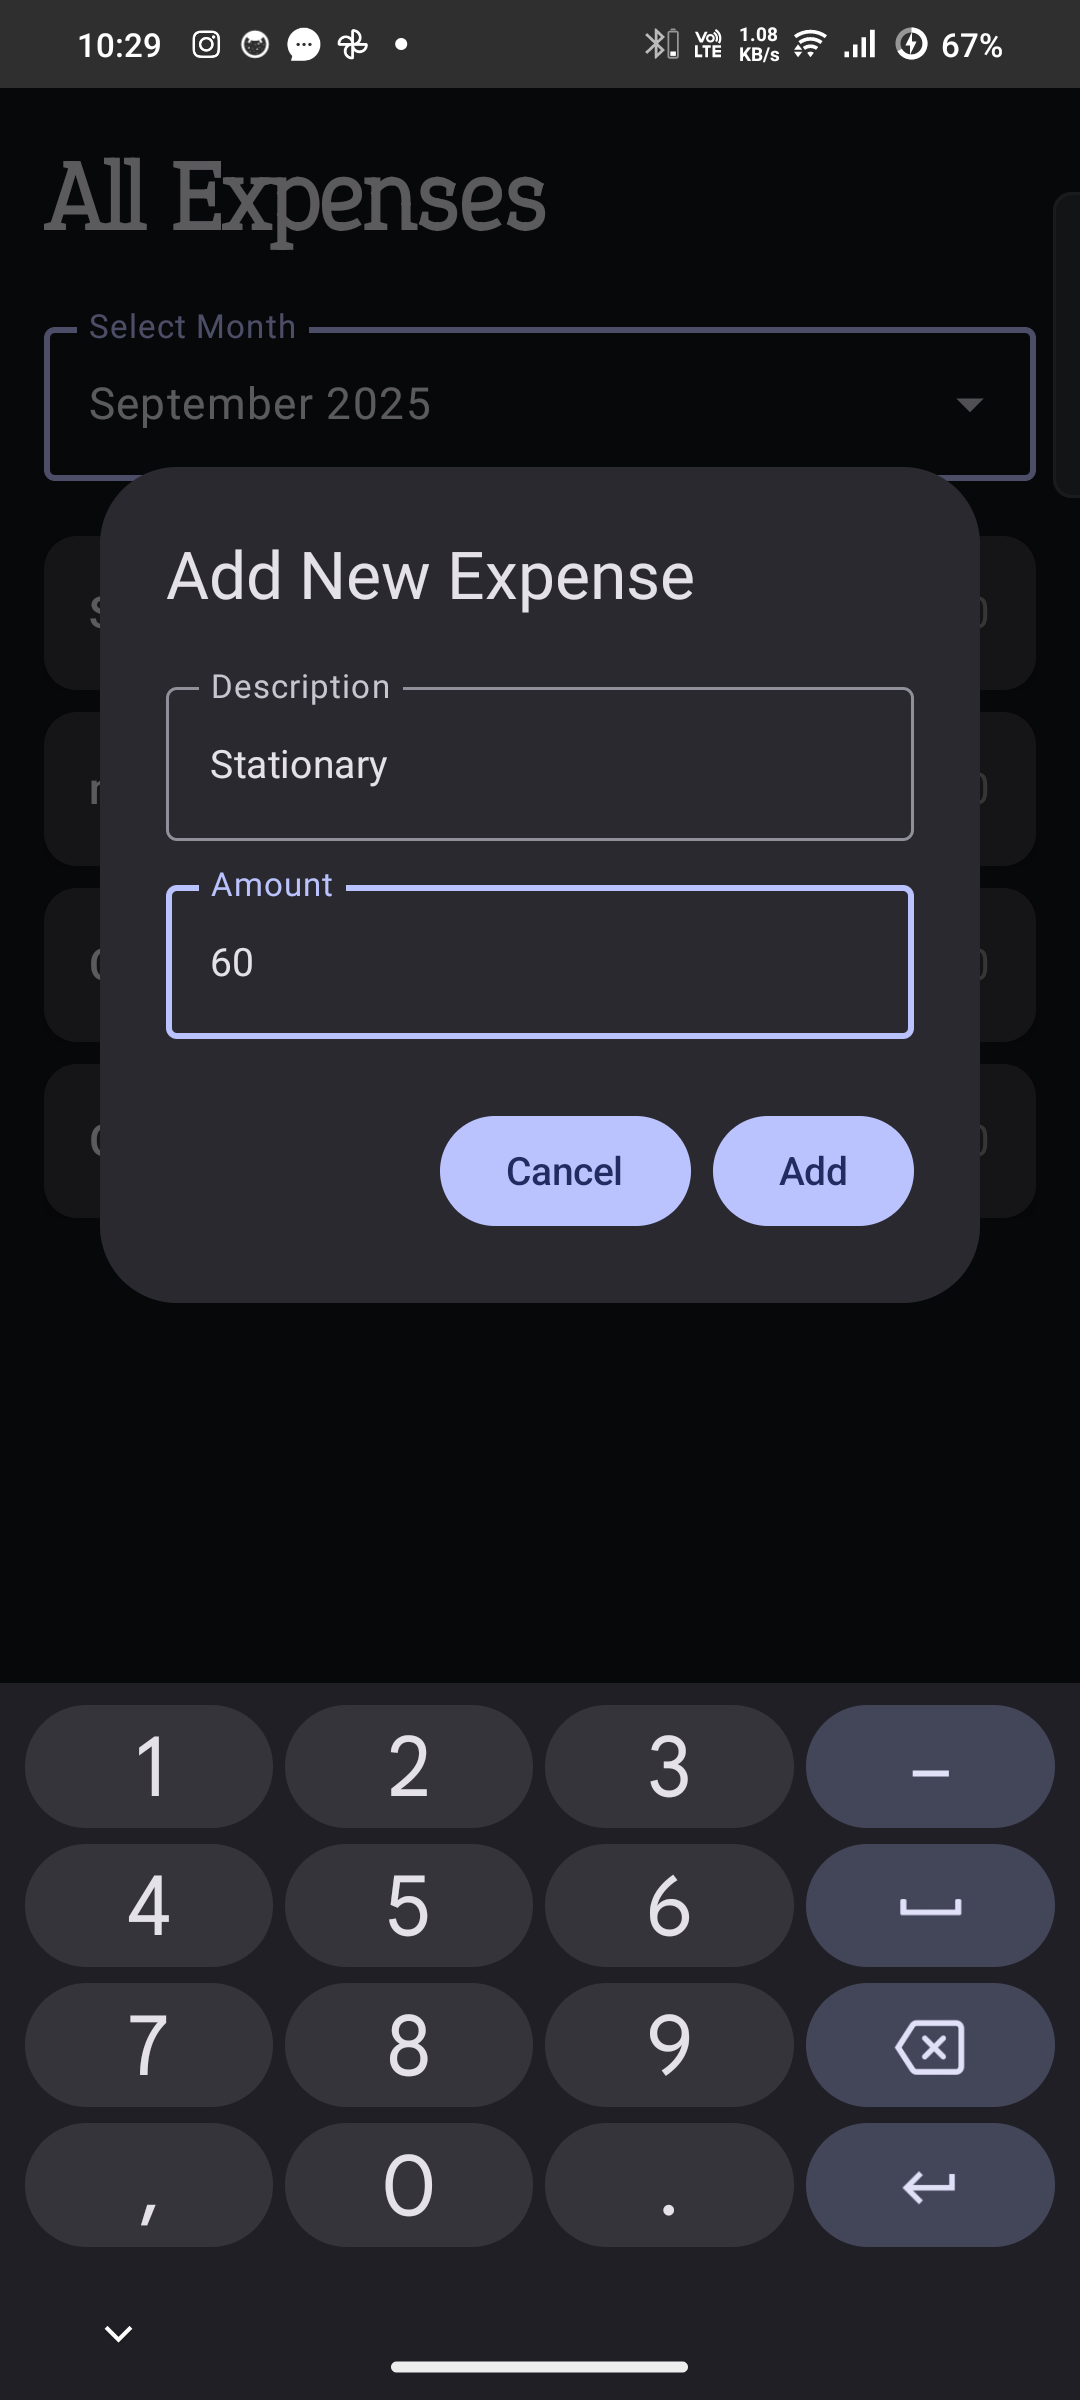 10:29 Vo) LTE 1.08 KB/s 67%
All Expenses
Select Month
September 2025
Add New Expense
Description
Stationary
Amount
60
Cancel Add
1 2 3 –
4 5 6
7 8 9
, 0 .